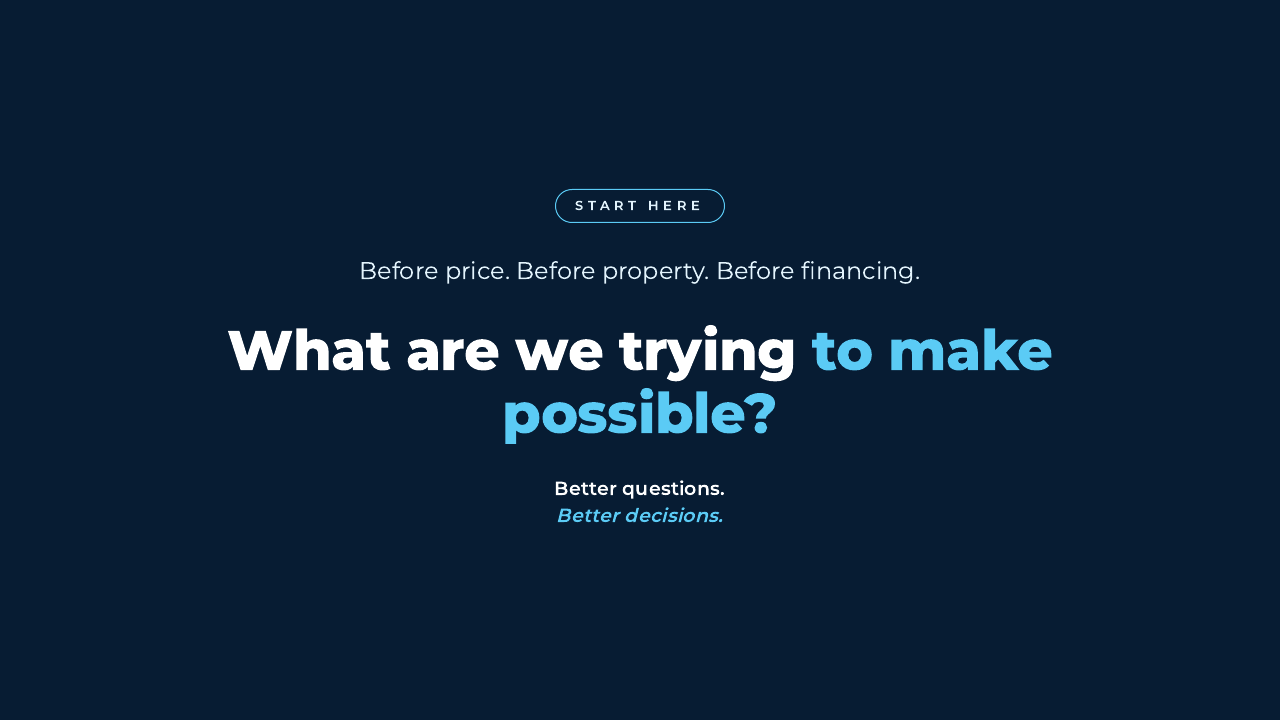 START HERE
Before price. Before property. Before financing.
What are we trying to make
possible?
Better questions.
Better decisions.